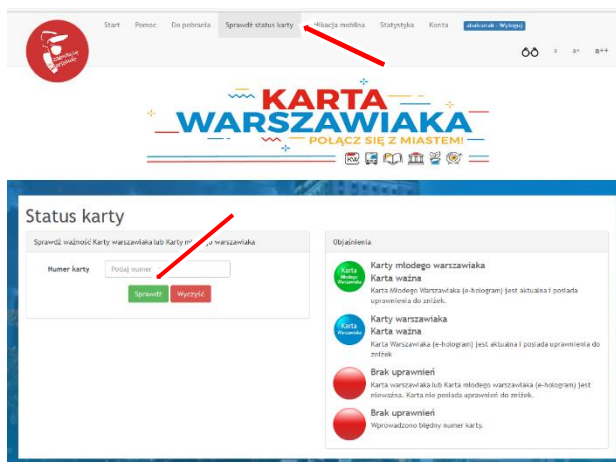 Start Pomoc Do pobrania Sprawdź status karty mobilna Statystyka Konta Wyloguj
a a+ a++
KARTA
WARSZAWIAKA
POŁĄCZ SIĘ Z MIASTEM!
KW
Status karty
Sprawdź ważność Karty warszawiaka lub Karty warszawiaka
Numer karty Podaj numer
Sprawdź Wyczyść
Objaśnienia
Karta Młodego Warszawiaka
Karty młodego warszawiaka
Karta ważna
Karta Młodego Warszawiaka (e-hologram) jest aktualna i posiada
uprawnienia do zniżek.
Karta Warszawiaka
Karty warszawiaka
Karta ważna
Karta Warszawiaka (e-hologram) jest aktualna i posiada uprawnienia do
zniżek
Brak uprawnień
Karta warszawiaka lub Karta młodego warszawiaka (e-hologram) jest
nieważna. Karta nie posiada uprawnień do zniżek.
Brak uprawnień
Wprowadzono błędny numer karty.